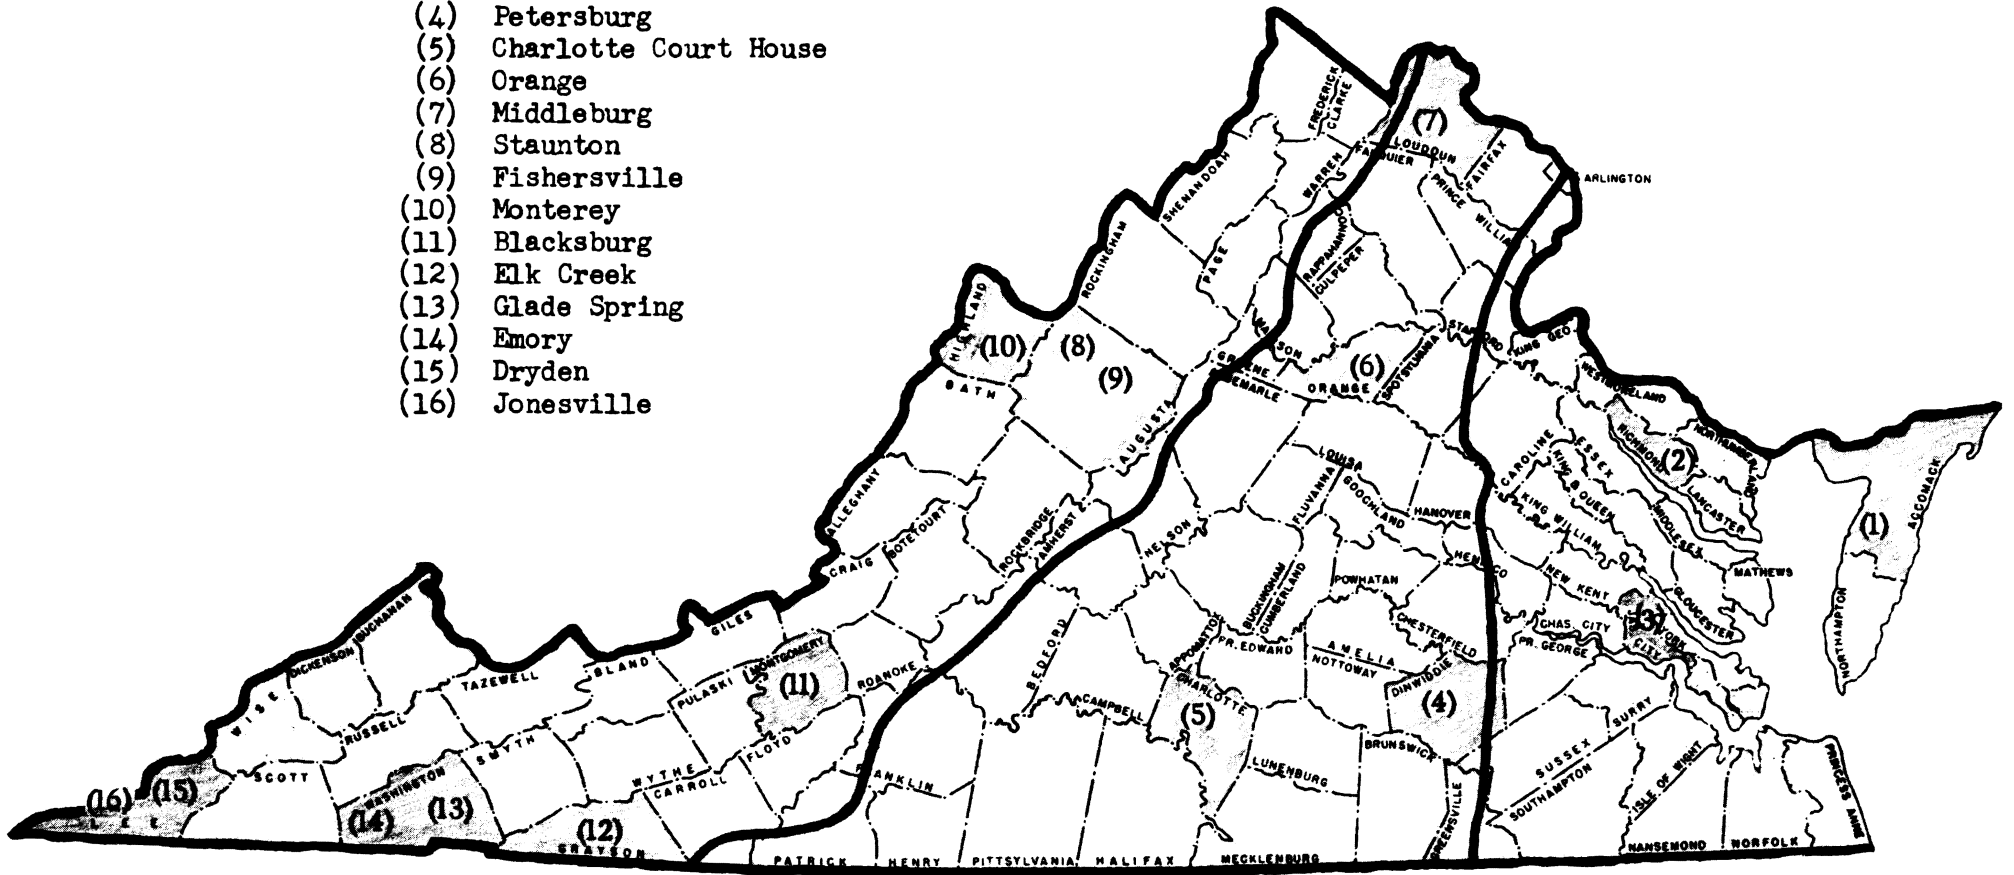 (4) Petersburg
(5) Charlotte Court House
(6) Orange
(7) Middleburg
(8) Staunton
(9) Fishersville
(10) Monterey
(11) Blacksburg
(12) Elk Creek
(13) Glade Spring
(14) Emory
(15) Dryden
(16) Jonesville
FREDERICK
CLARKE
(7)
LOUDOUN
FAUQUIER
FAIRFAX
ARLINGTON
SHENANDOAH
WARREN
PRINCE WILLIA
ROCKINGHAM
PAGE
RAPPAHANNOC
CULPEPER
HIGHLAND
(10)
(8)
(9)
MA
SON
STAFFORD
KING GEO
GREENE
(6)
SPOTSYLVANIA
BATH
EMARLE
ORANGE
WESTMORELAND
AUGUSTA
RICHMOND
(2)
NORTHUMBERLAND
LOUISA
CAROLINE
ESSEX
ACCOMACK
ALLEGHANY
FLUVANNA
GOOCHLAND
HANOVER
KING & QUEEN
KING WILLIAM
LANCASTER
MIDDLESEX
(1)
BOTETOURT
ROCKBRIDGE
AMHERST
NELSON
CRAIG
HENRICO
POWHATAN
NEW KENT
MATHEWS
BUCHANAN
BUCKINGHAM
CUMBERLAND
GLOUCESTER
(3)
YORK
CITY
NORTHAMPTON
GILES
BEDFORD
APPOMATTOX
PR. EDWARD
AMELIA
NOTTOWAY
CHESTERFIELD
CHAS. CITY
PR. GEORGE
DICKENSON
BLAND
MONTGOMERY
(11)
ROANOKE
TAZEWELL
PULASKI
DINWIDDIE
(4)
WISE
RUSSELL
CAMPBELL
CHARLOTTE
(5)
SURRY
SMYTH
FLOYD
BRUNSWICK
SUSSEX
SCOTT
WYTHE
CARROLL
FRANKLIN
LUNENBURG
SOUTHAMPTON
ISLE OF WIGHT
PRINCESS ANNE
(16)
(15)
LEE
WASHINGTON
(14)
(13)
(12)
GRAYSON
GREENSVILLE
PATRICK
HENRY
PITTSYLVANIA
HALIFAX
MECKLENBURG
NANSEMOND
NORFOLK